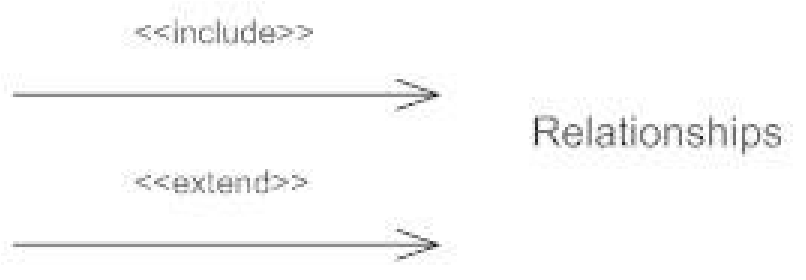 <<include>>
Relationships
<<extend>>